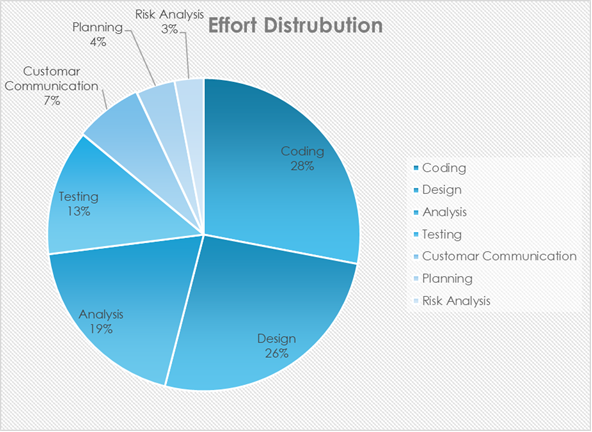 Effort Distrubution
Risk Analysis
3%
Planning
4%
Customar
Communication
7%
Testing
13%
Analysis
19%
Design
26%
Coding
28%
Coding
Design
Analysis
Testing
Customar Communication
Planning
Risk Analysis